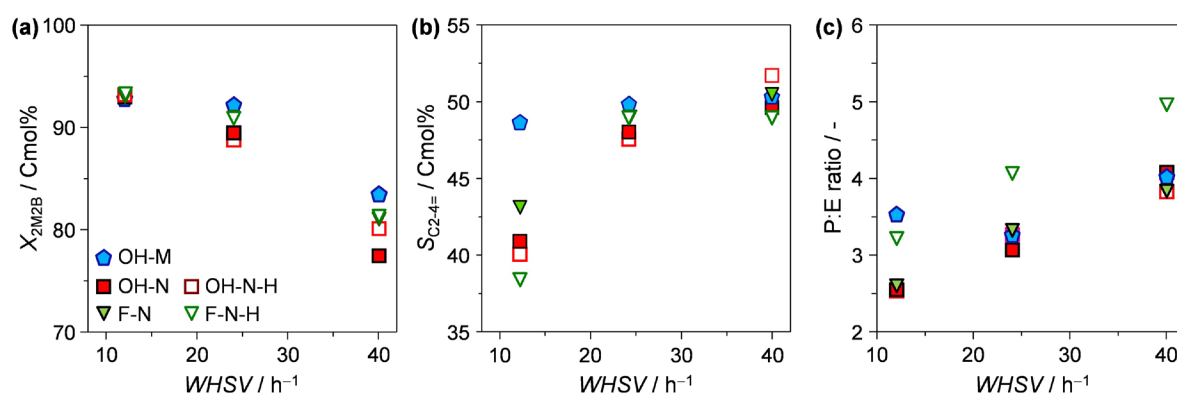 (a)
100
90
80
70
X2M2B / Cmol%
OH-M
OH-N
OH-N-H
F-N
F-N-H
10
20
30
40
WHSV / h−1
(b)
55
50
45
40
35
SC2-4= / Cmol%
10
20
30
40
WHSV / h−1
(c)
6
5
4
3
2
P:E ratio / -
10
20
30
40
WHSV / h−1